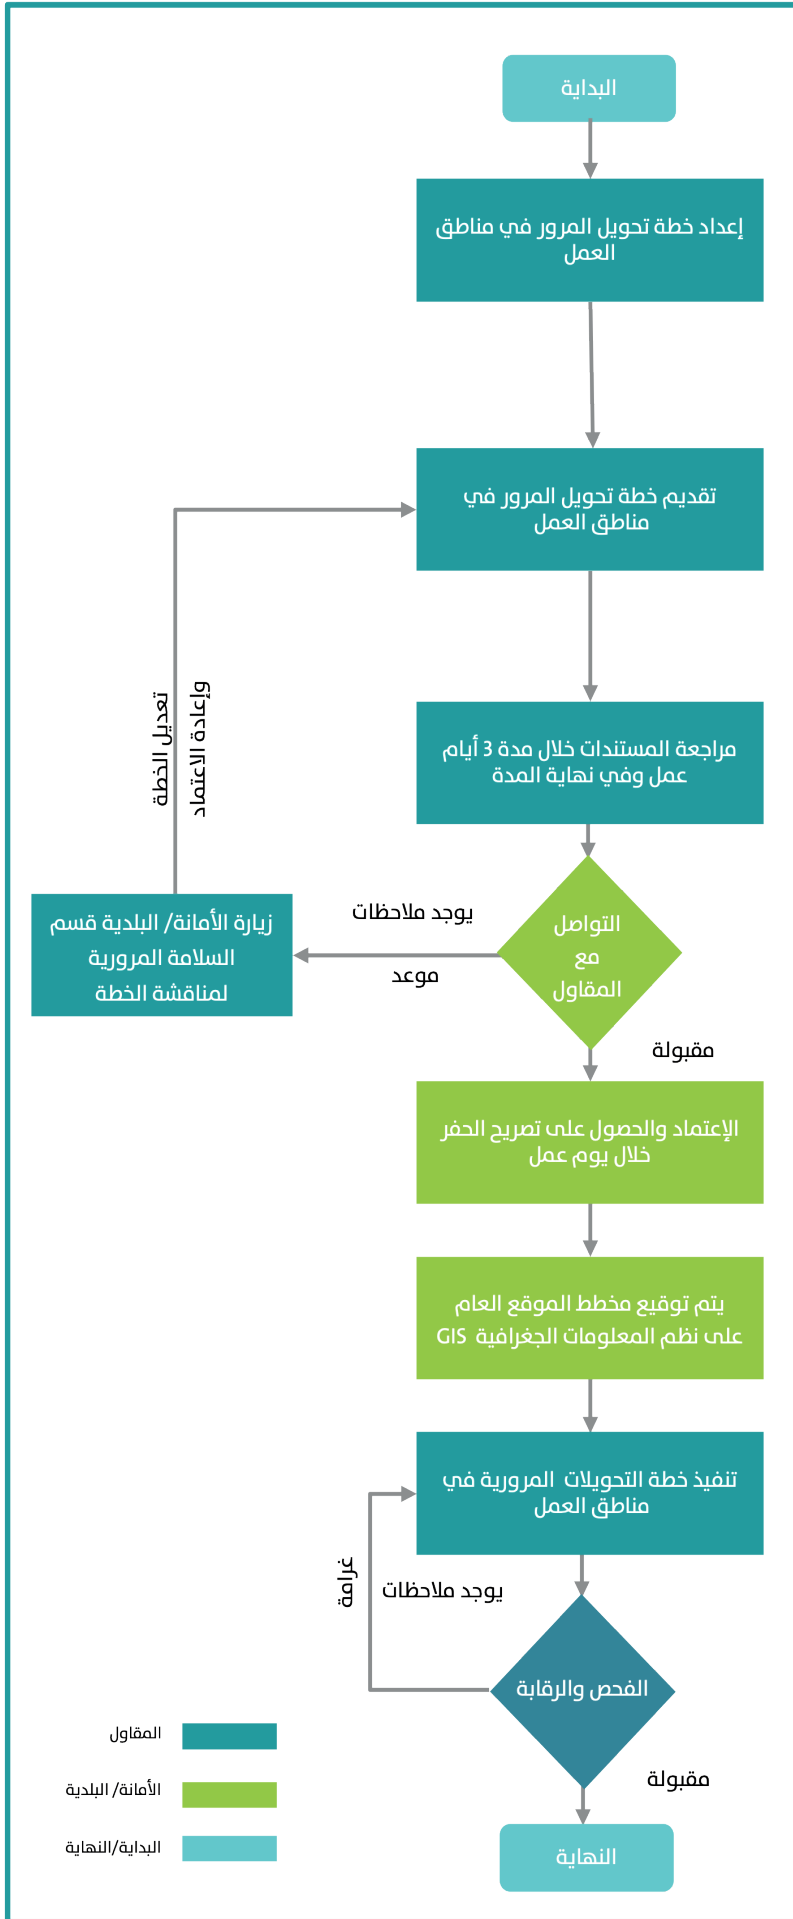 البداية
إعداد خطة تحويل المرور في مناطق
العمل
تقديم خطة تحويل المرور في
مناطق العمل
تعديل الخطة
وإعادة الاعتماد
مراجعة المستندات خلال مدة 3 أيام
عمل وفي نهاية المدة
التواصل
مع
المقاول
يوجد ملاحظات
موعد
زيارة الأمانة/ البلدية قسم
السلامة المرورية
لمناقشة الخطة
مقبولة
الإعتماد والحصول على تصريح الحفر
خلال يوم عمل
يتم توقيع مخطط الموقع العام
على نظم المعلومات الجغرافية GIS
تنفيذ خطة التحويلات المرورية في
مناطق العمل
غرامة
يوجد ملاحظات
الفحص والرقابة
مقبولة
النهاية
المقاول
الأمانة/ البلدية
البداية/النهاية